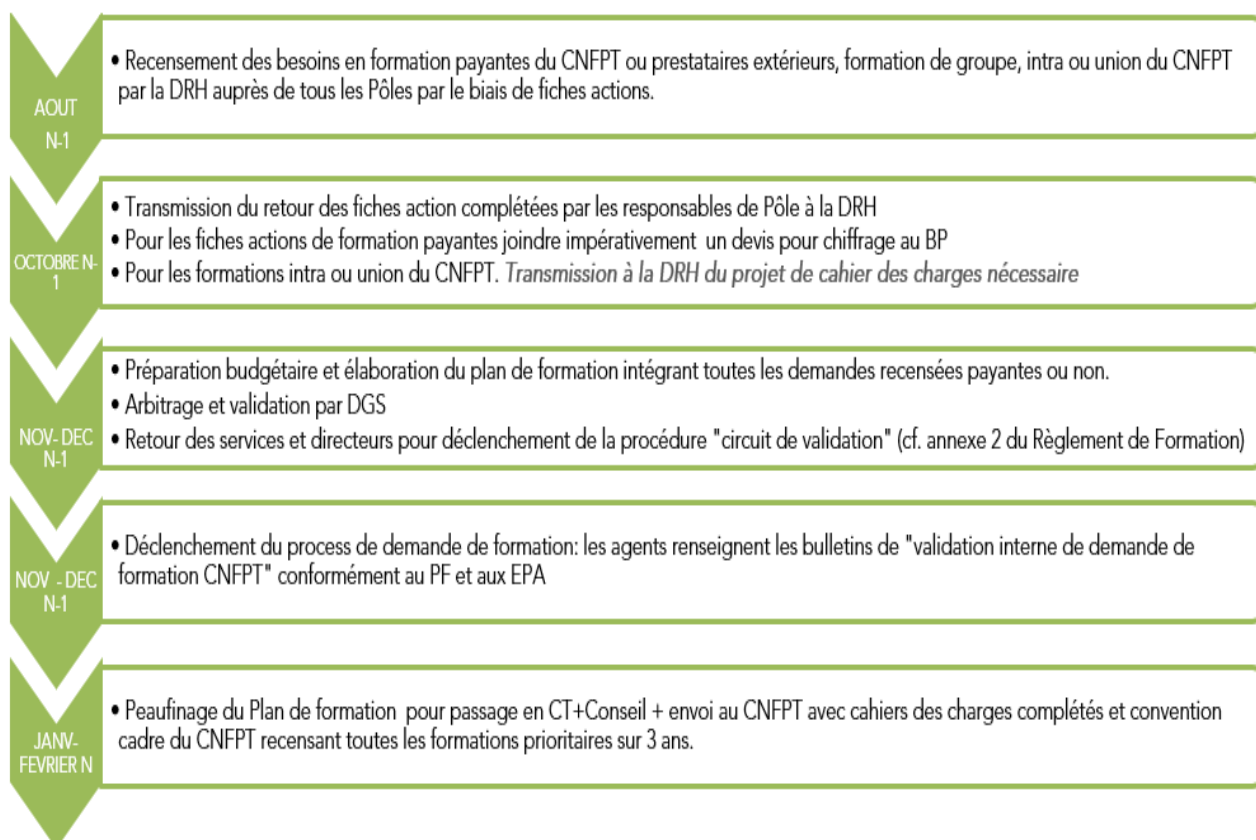 AOUT
N-1
• Recensement des besoins en formation payantes du CNFPT ou prestataires extérieurs, formation de groupe, intra ou union du CNFPT
par la DRH auprès de tous les Pôles par le biais de fiches actions.
OCTOBRE N-
1
• Transmission du retour des fiches action complétées par les responsables de Pôle à la DRH
• Pour les fiches actions de formation payantes joindre impérativement un devis pour chiffrage au BP
• Pour les formations intra ou union du CNFPT. Transmission à la DRH du projet de cahier des charges nécessaire
NOV- DEC
N-1
• Préparation budgétaire et élaboration du plan de formation intégrant toutes les demandes recensées payantes ou non.
• Arbitrage et validation par DGS
• Retour des services et directeurs pour déclenchement de la procédure "circuit de validation" (cf. annexe 2 du Règlement de Formation)
NOV - DEC
N-1
• Déclenchement du process de demande de formation: les agents renseignent les bulletins de "validation interne de demande de
formation CNFPT" conformément au PF et aux EPA
JANV-
FEVRIER N
• Peaufinage du Plan de formation pour passage en CT+Conseil + envoi au CNFPT avec cahiers des charges complétés et convention
cadre du CNFPT recensant toutes les formations prioritaires sur 3 ans.